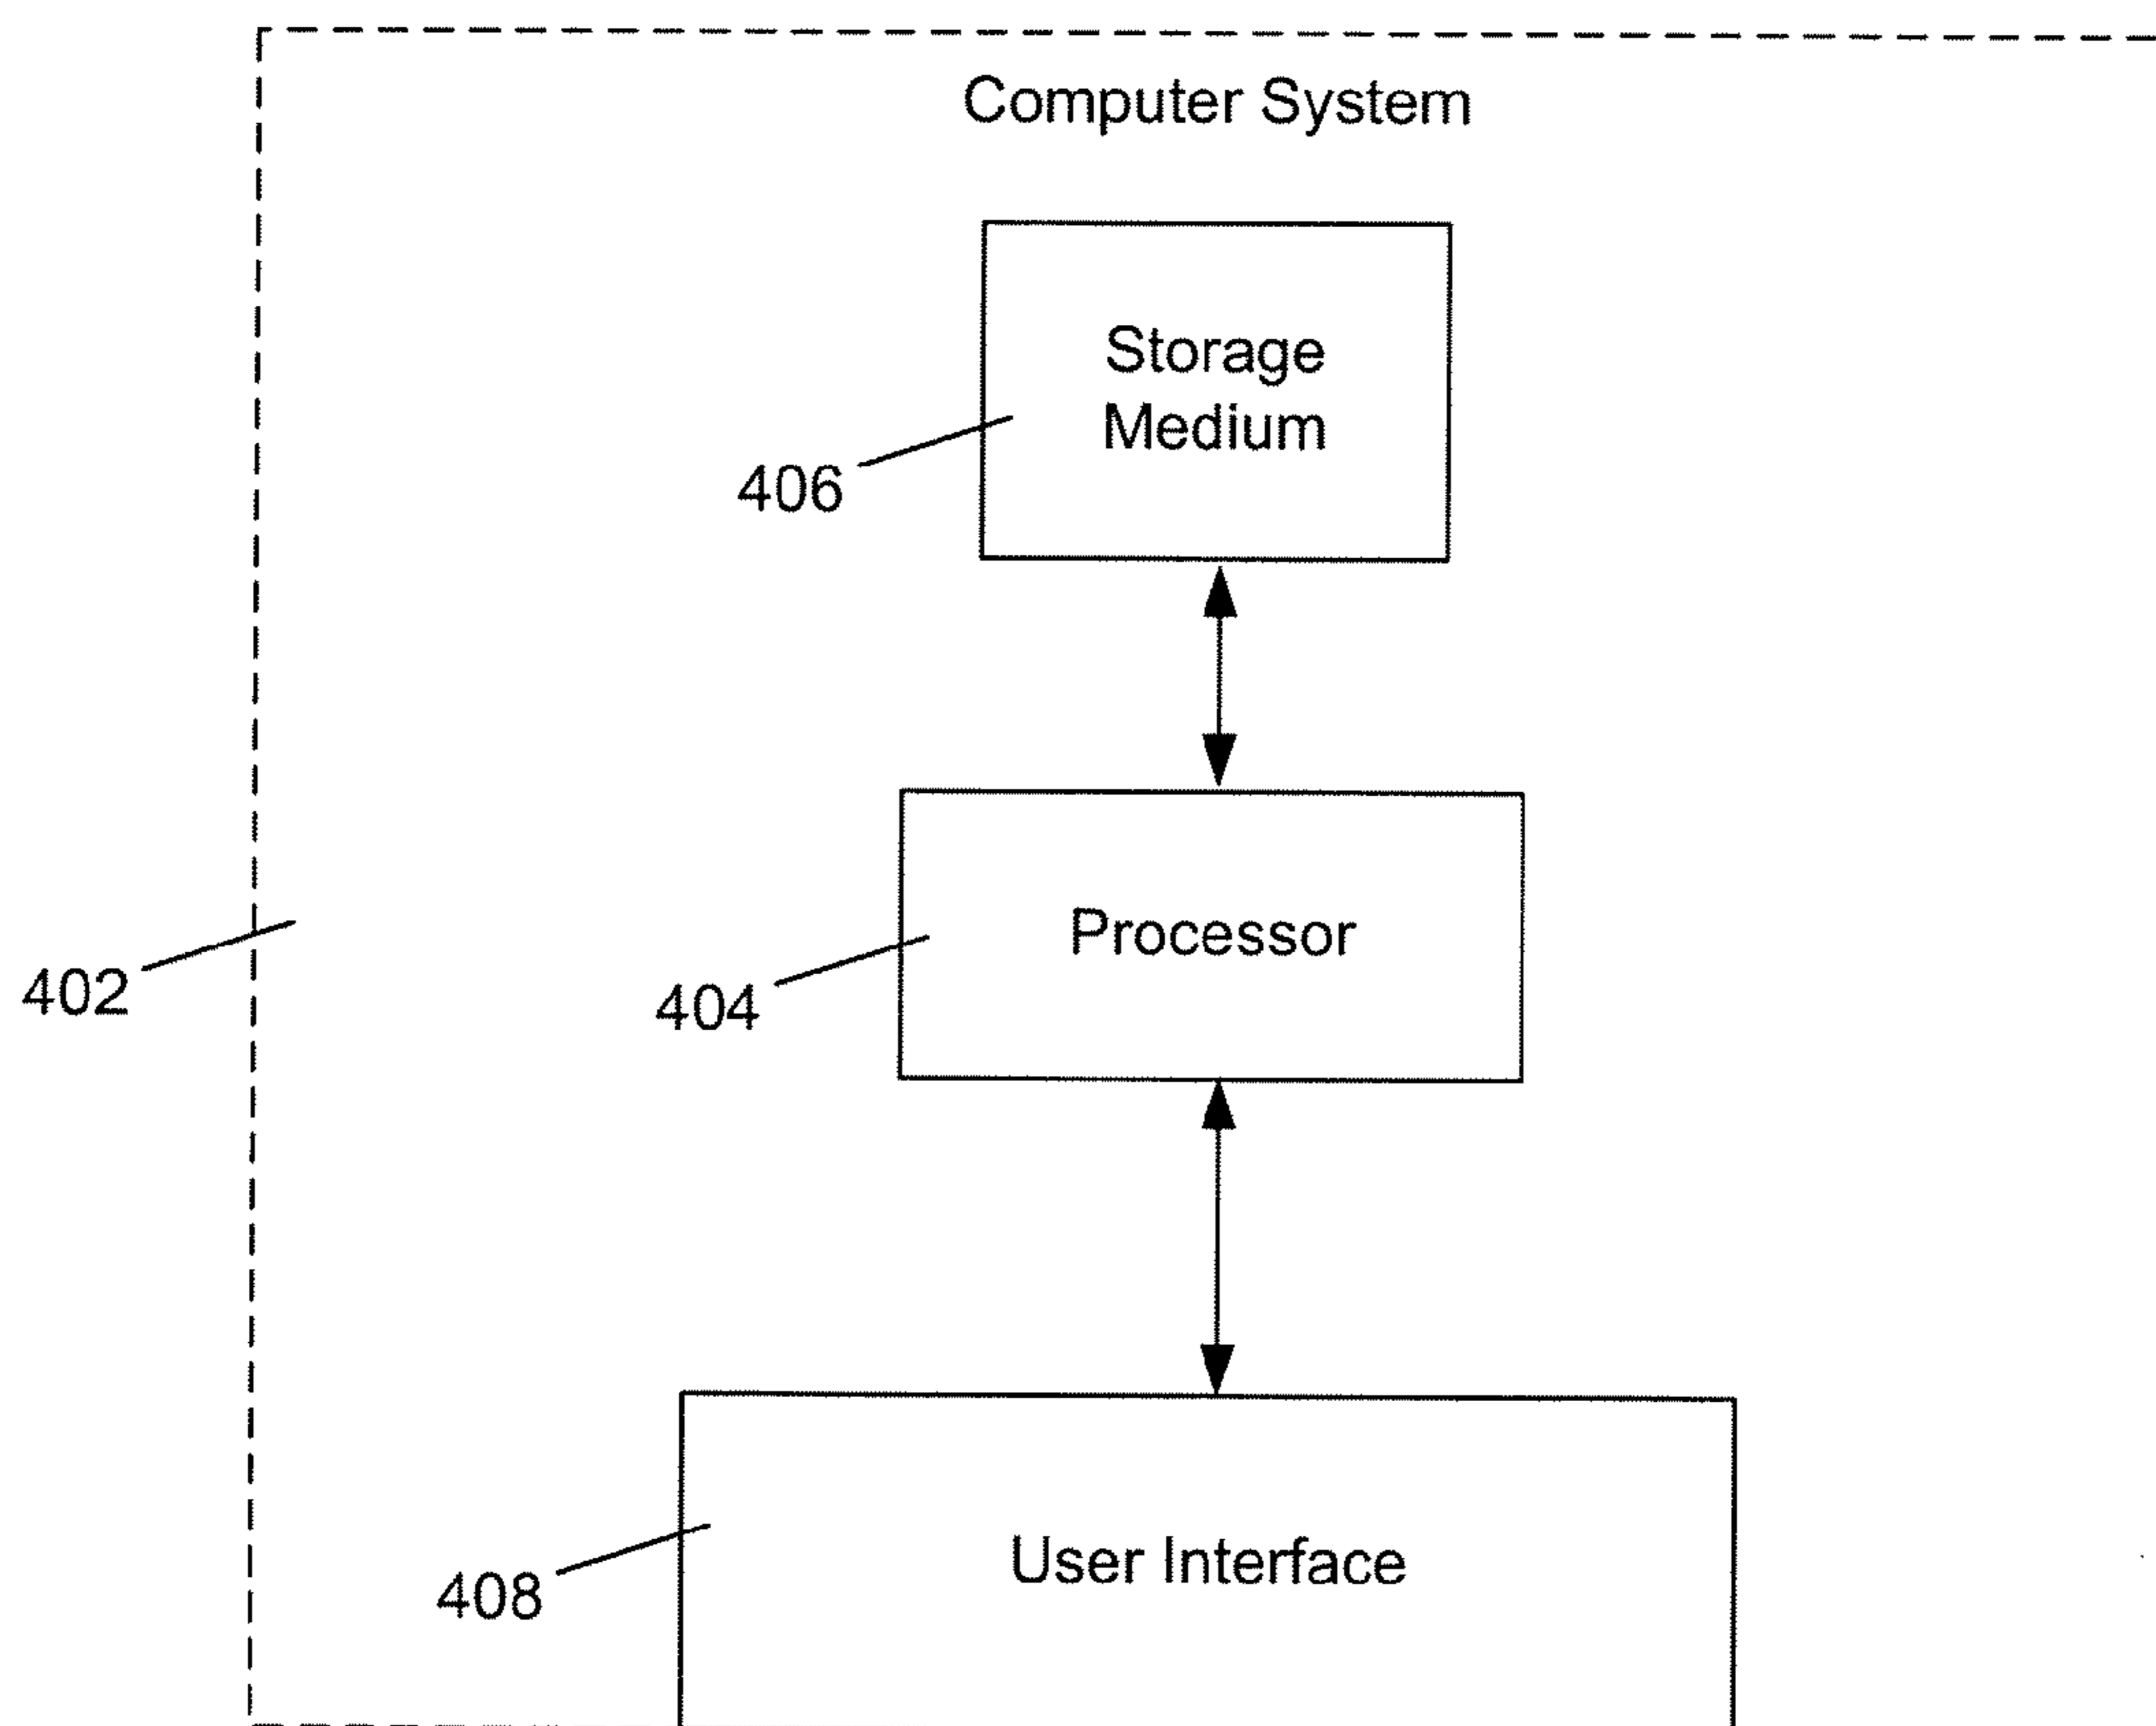 Computer System
Storage
Medium
406
Processor
402
404
User Interface
408